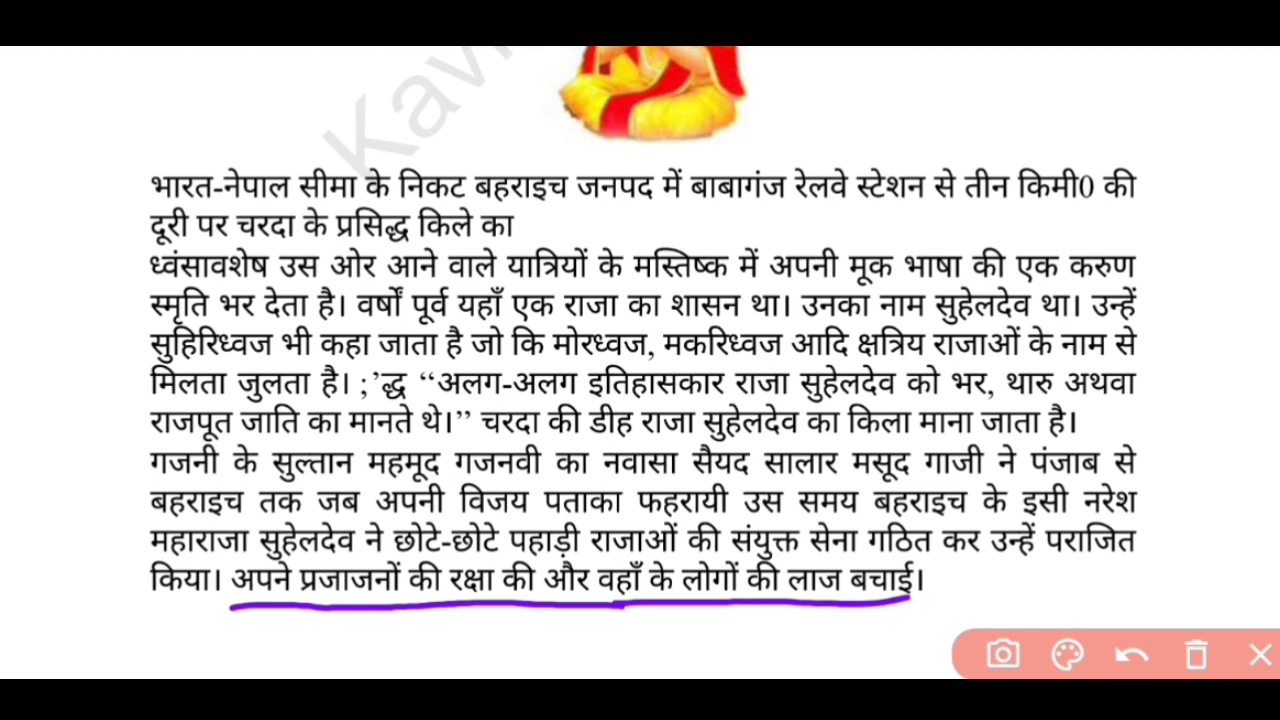 Kav
भारत-नेपाल सीमा के निकट बहराइच जनपद में बाबागंज रेलवे स्टेशन से तीन किमी0 की
दूरी पर चरदा के प्रसिद्ध किले का
ध्वंसावशेष उस ओर आने वाले यात्रियों के मस्तिष्क में अपनी मूक भाषा की एक करुण
स्मृति भर देता है। वर्षों पूर्व यहाँ एक राजा का शासन था। उनका नाम सुहेलदेव था। उन्हें
सुहिरिध्वज भी कहा जाता है जो कि मोरध्वज, मकरिध्वज आदि क्षत्रिय राजाओं के नाम से
मिलता जुलता है। ;’द्ध “अलग-अलग इतिहासकार राजा सुहेलदेव को भर, थारु अथवा
राजपूत जाति का मानते थे।” चरदा की डीह राजा सुहेलदेव का किला माना जाता है।
गजनी के सुल्तान महमूद गजनवी का नवासा सैयद सालार मसूद गाजी ने पंजाब से
बहराइच तक जब अपनी विजय पताका फहरायी उस समय बहराइच के इसी नरेश
महाराजा सुहेलदेव ने छोटे-छोटे पहाड़ी राजाओं की संयुक्त सेना गठित कर उन्हें पराजित
किया। अपने प्रजाजनों की रक्षा की और वहाँ के लोगों की लाज बचाई।